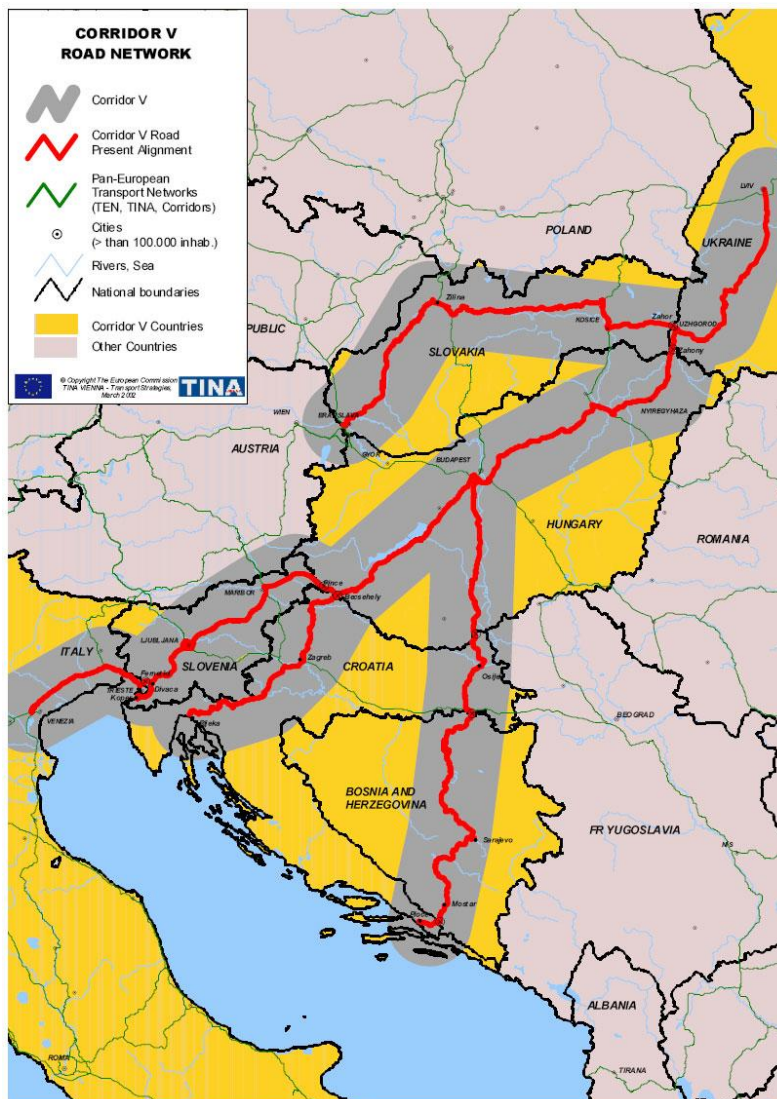 CORRIDOR V
ROAD NETWORK
Corridor V
Corridor V Road
Present Alignment
Pan-European
Transport Networks
(TEN, TINA, Corridors)
Cities
(> than 100.000 inhab.)
Rivers, Sea
National boundaries
Corridor V Countries
Other Countries
© Copyright The European Commission
TINA VIENNA - Transport Strategies,
March 2002
TINA
LVIV
POLAND
UKRAINE
PUBLIC
Zilina
KOSICE
Zahor
UZHGOROD
SLOVAKIA
Zahony
WIEN
BRATISLAVA
NYIREGYHAZA
AUSTRIA
GYOR
BUDAPEST
HUNGARY
ROMANIA
Pince
MARIBOR
Becsehely
LJUBLJANA
ITALY
SLOVENIA
Zagreb
CROATIA
TRIESTE
Divaca
Koper
VENEZIA
Rijeka
BEOGRAD
BOSNIA AND
HERZEGOVINA
FR YUGOSLAVIA
Sarajevo
NIS
Mostar
ALBANIA
ROMA
TIRANA